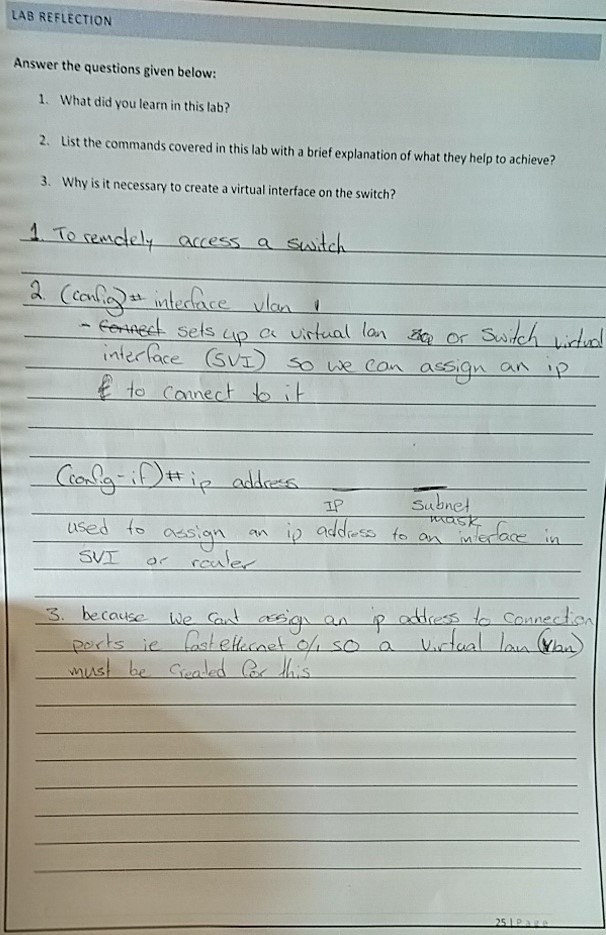 LAB REFLECTION
Answer the questions given below:
1. What did you learn in this lab?
2. List the commands covered in this lab with a brief explanation of what they help to achieve?
3. Why is it necessary to create a virtual interface on the switch?
1. To remotely access a switch
2. (config)# interface vlan 1
- Connect sets up a virtual lan or Switch virtual
interface (SVI) so we can assign an ip
to connect to it
(config-if)# ip address
IP subnet
mask
used to assign an ip address to an interface in
SVI or router
3. because we cant assign an ip address to connection
ports ie fastethernet 0/1 so a virtual lan (vlan)
must be created for this
25 | Page